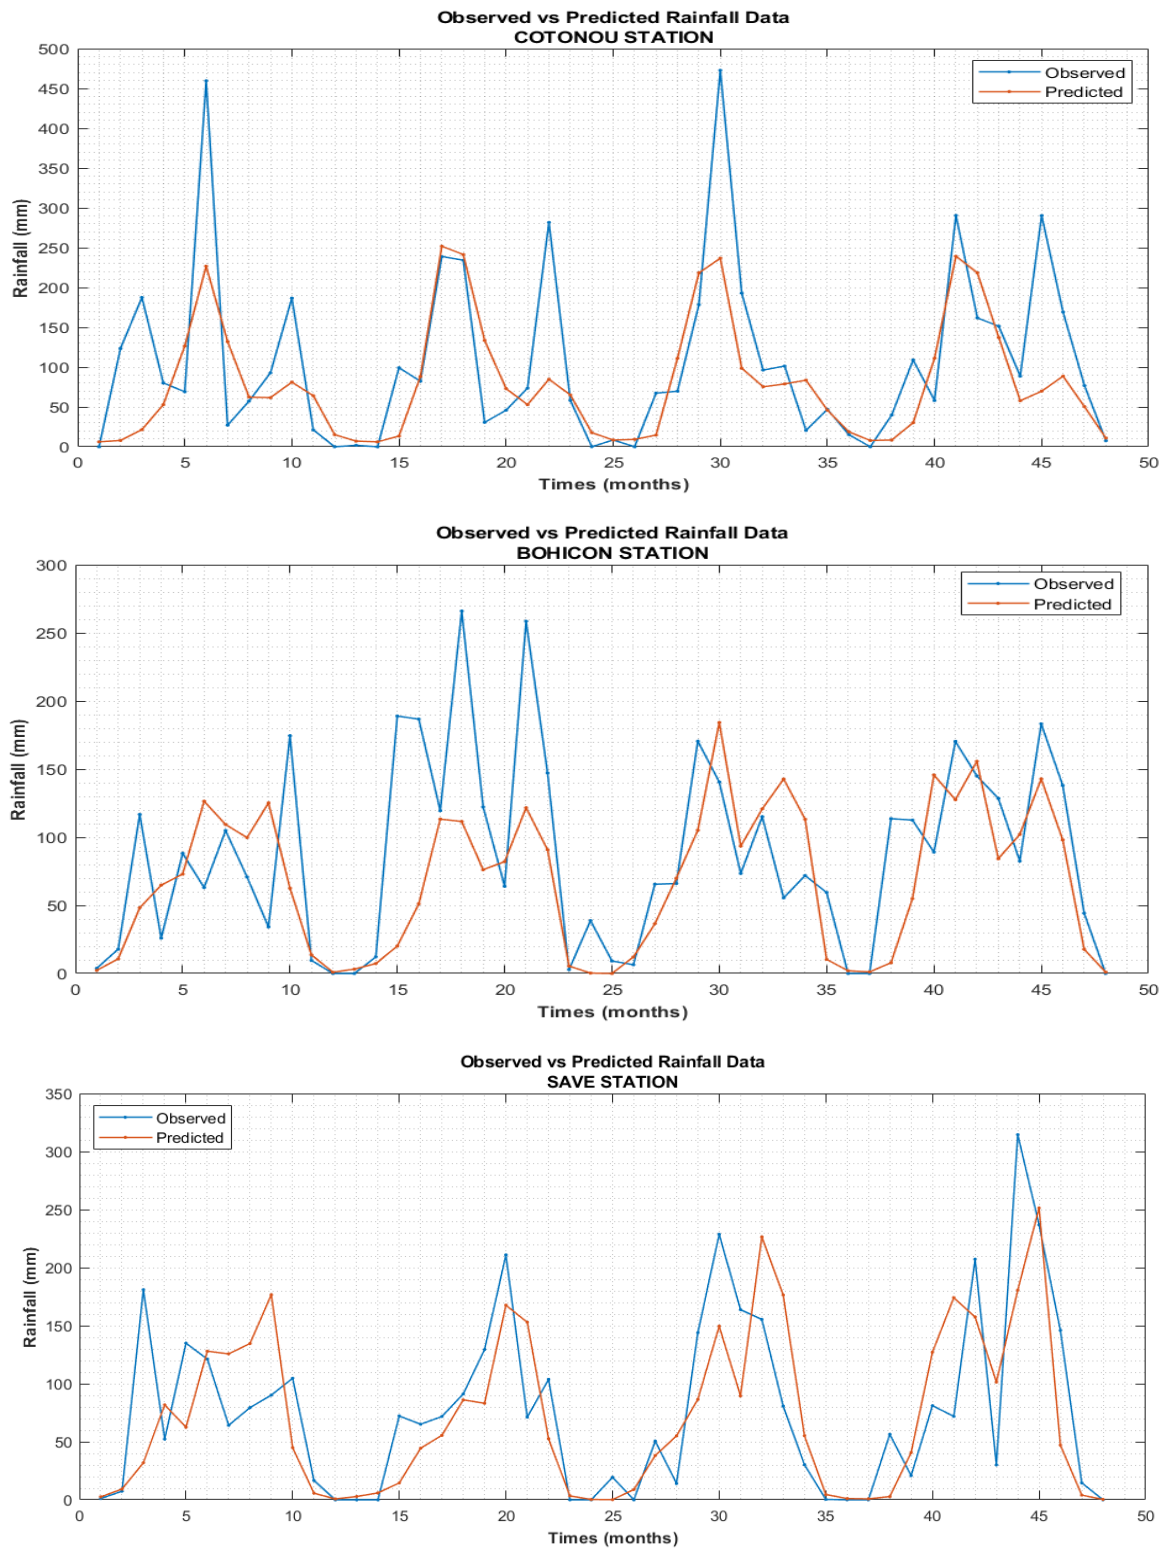 Observed vs Predicted Rainfall Data
COTONOU STATION
Observed
Predicted
500
450
400
350
300
250
200
150
100
50
0
Rainfall (mm)
0 5 10 15 20 25 30 35 40 45 50
Times (months)
Observed vs Predicted Rainfall Data
BOHICON STATION
Observed
Predicted
300
250
200
150
100
50
0
Rainfall (mm)
0 5 10 15 20 25 30 35 40 45 50
Times (months)
Observed vs Predicted Rainfall Data
SAVE STATION
Observed
Predicted
350
300
250
200
150
100
50
0
Rainfall (mm)
0 5 10 15 20 25 30 35 40 45 50
Times (months)